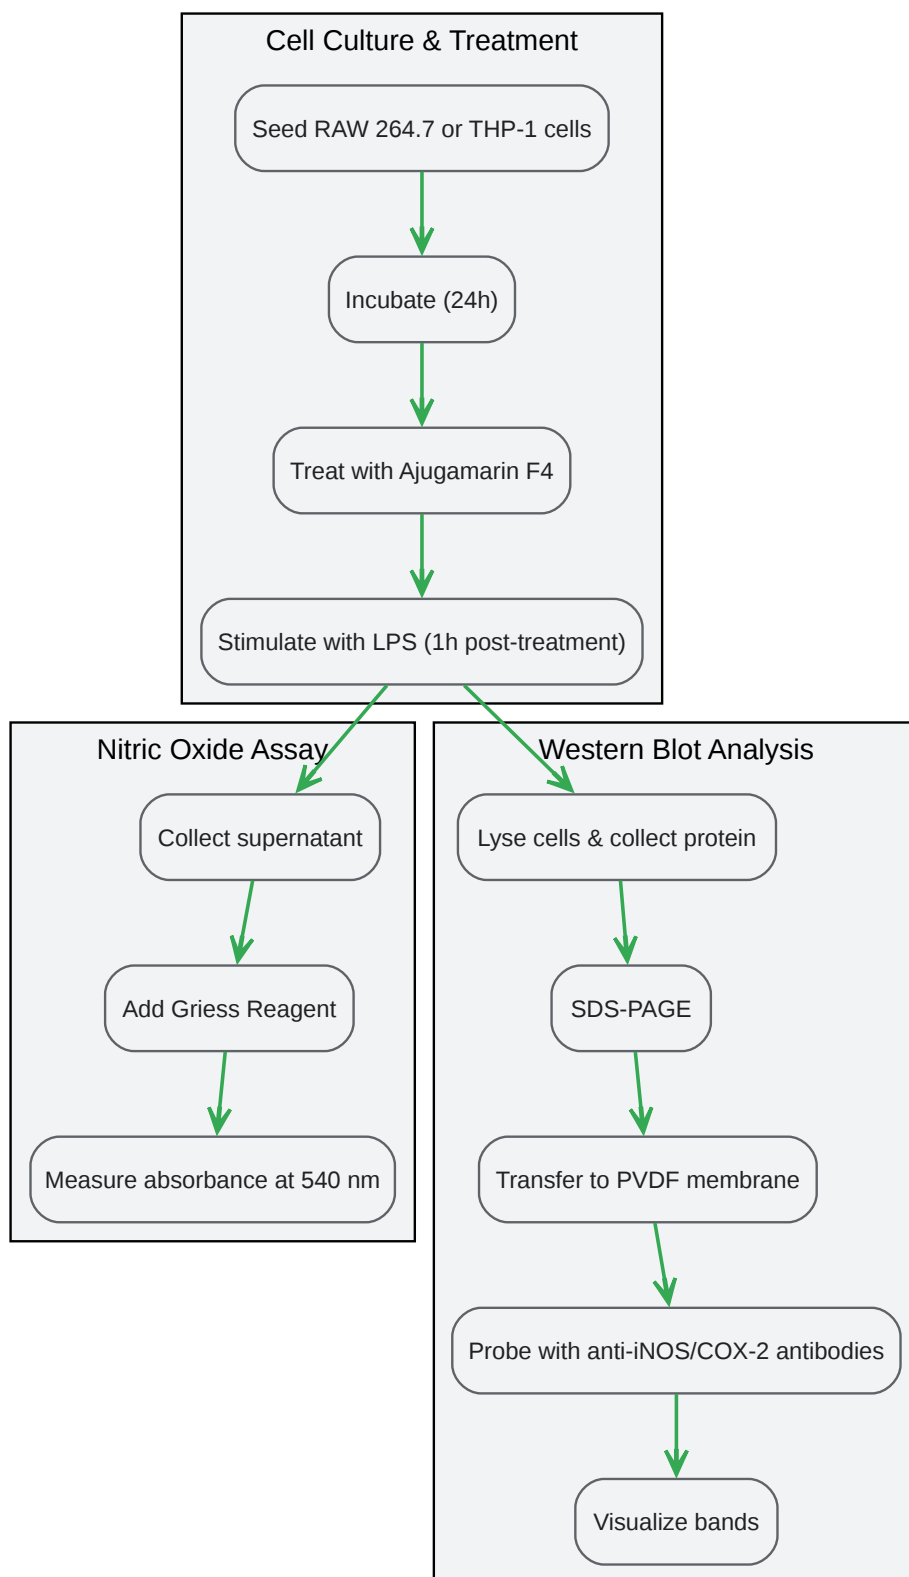 Cell Culture & Treatment
Seed RAW 264.7 or THP-1 cells
Incubate (24h)
Treat with Ajugamarin F4
Stimulate with LPS (1h post-treatment)
Nitric Oxide Assay
Collect supernatant
Add Griess Reagent
Measure absorbance at 540 nm
Western Blot Analysis
Lyse cells & collect protein
SDS-PAGE
Transfer to PVDF membrane
Probe with anti-iNOS/COX-2 antibodies
Visualize bands